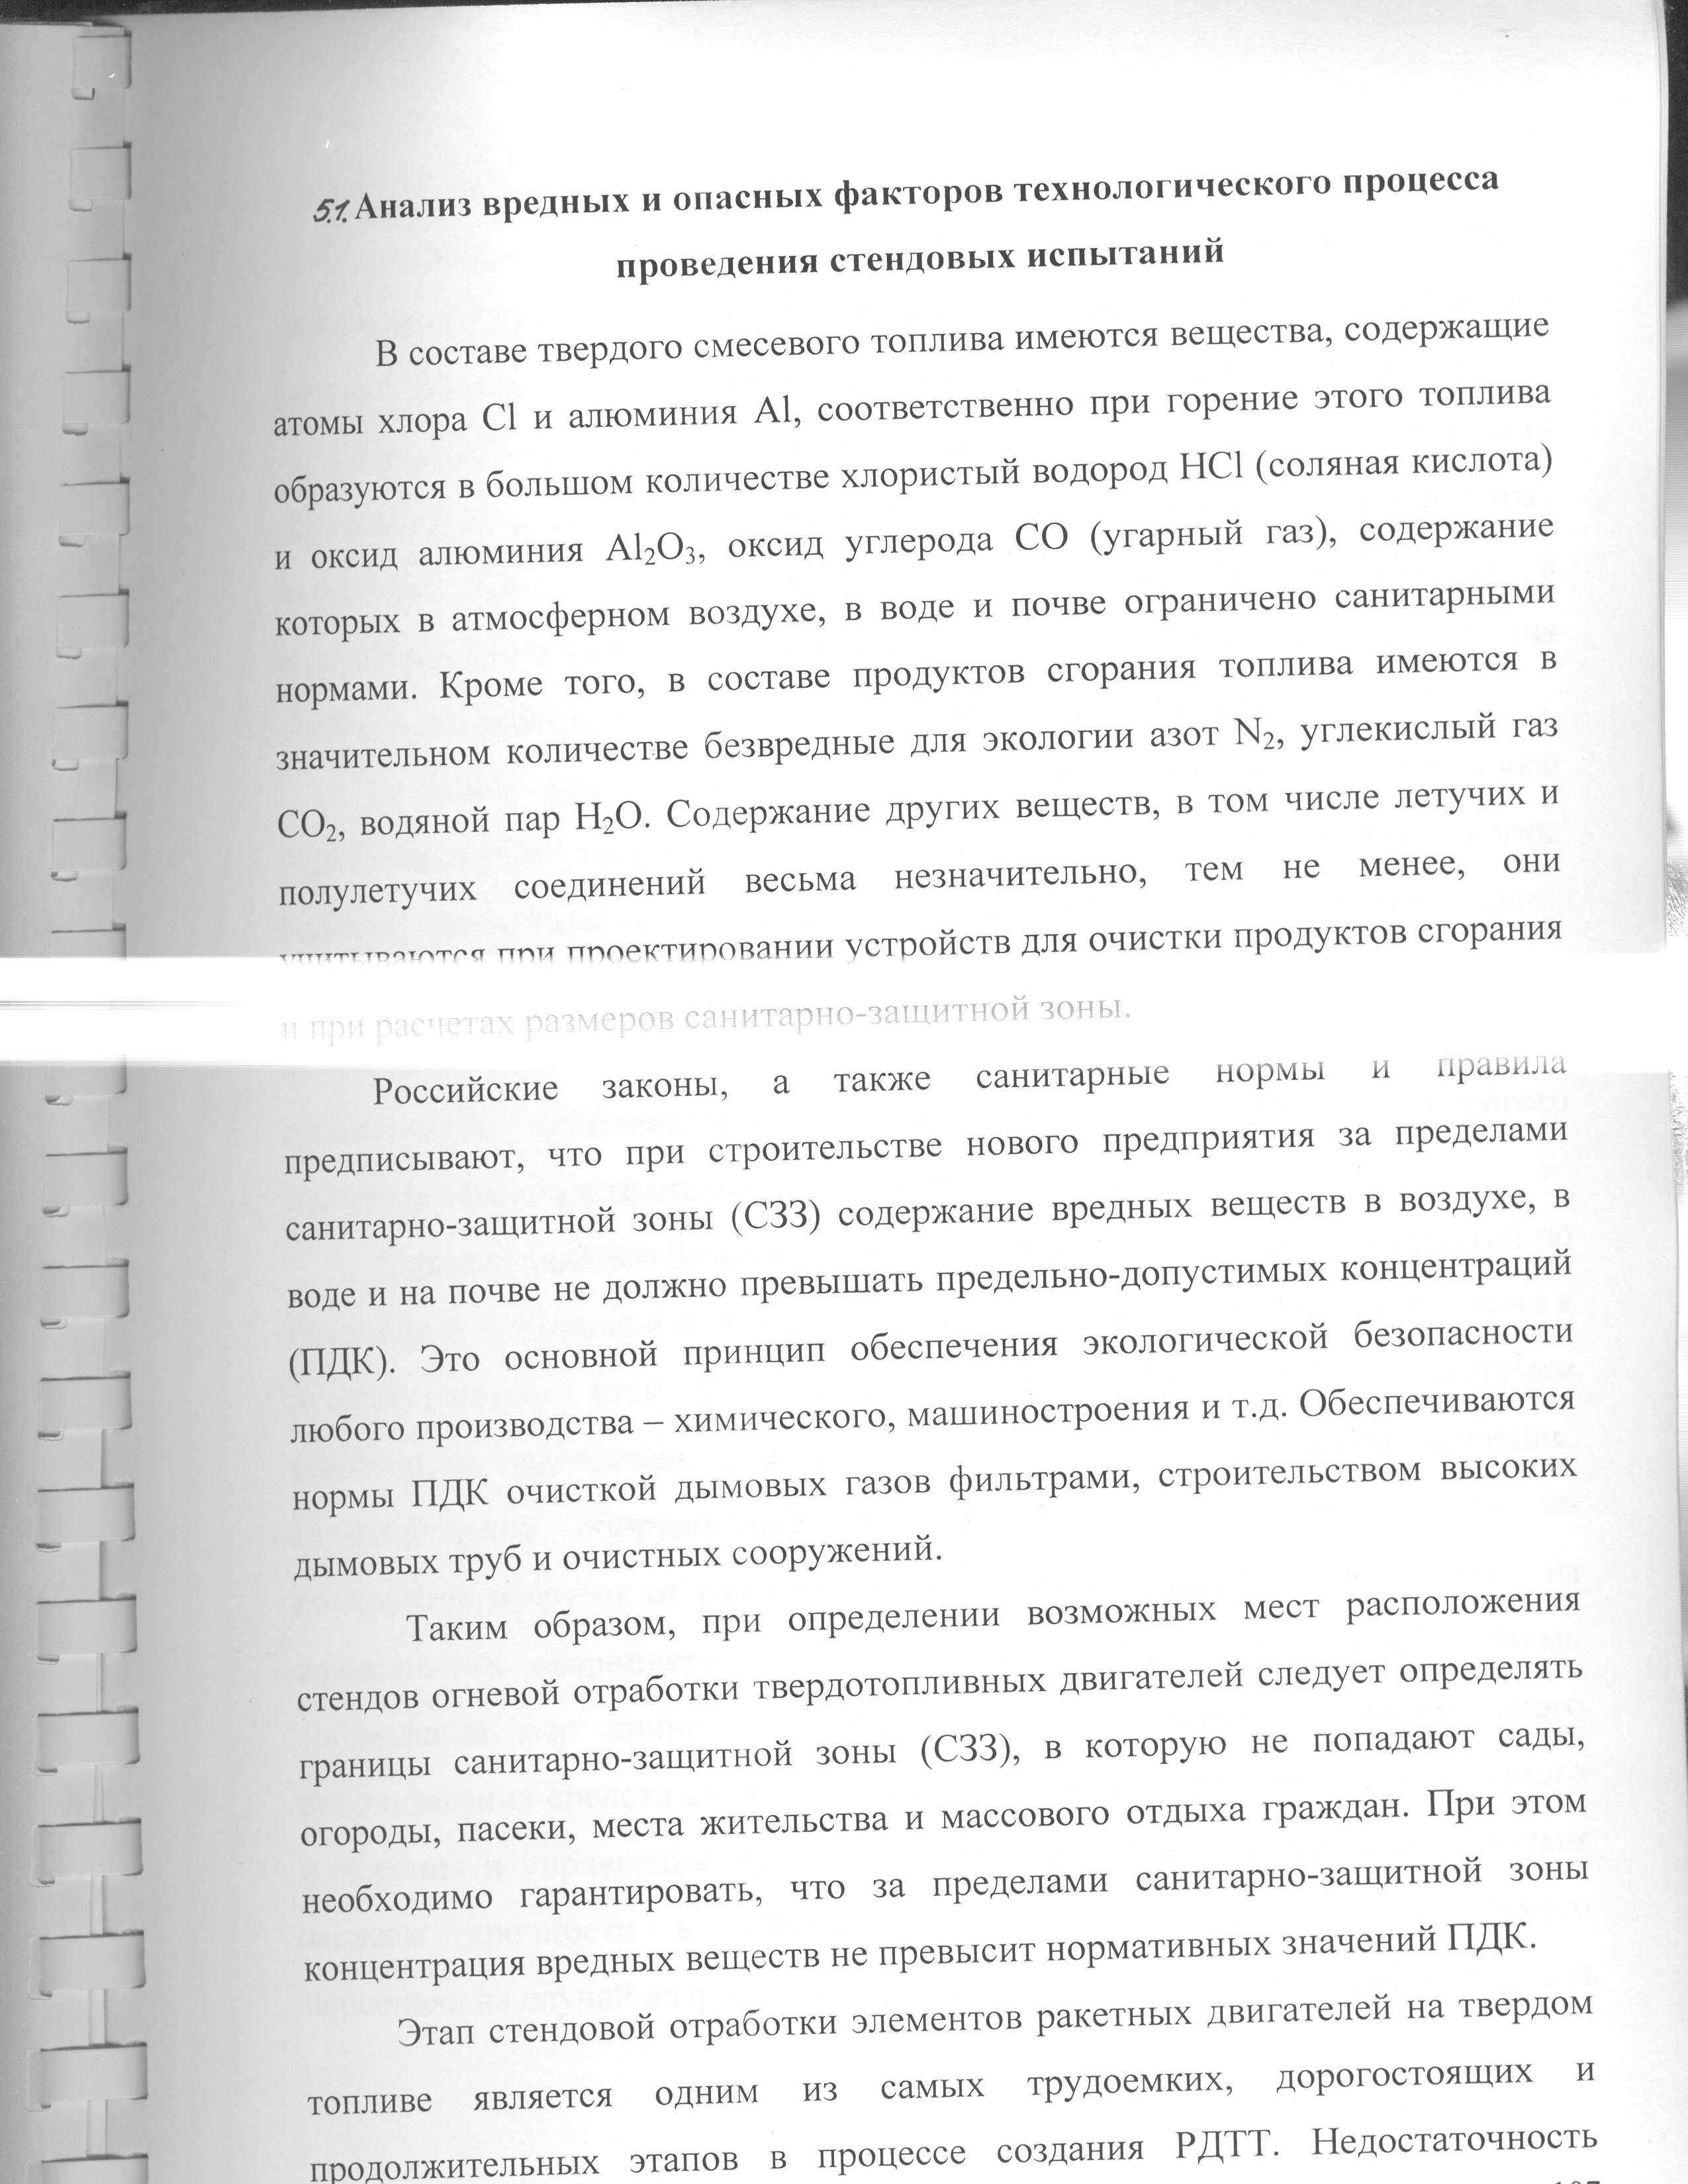 5.1. Анализ вредных и опасных факторов технологического процесса
проведения стендовых испытаний
В составе твердого смесевого топлива имеются вещества, содержащие
атомы хлора Cl и алюминия Al, соответственно при горение этого топлива
образуются в большом количестве хлористый водород HCl (соляная кислота)
и оксид алюминия Al₂O₃, оксид углерода CO (угарный газ), содержание
которых в атмосферном воздухе, в воде и почве ограничено санитарными
нормами. Кроме того, в составе продуктов сгорания топлива имеются в
значительном количестве безвредные для экологии азот N₂, углекислый газ
CO₂, водяной пар H₂O. Содержание других веществ, в том числе летучих и
полулетучих соединений весьма незначительно, тем не менее, они
учитываются при проектировании устройств для очистки продуктов сгорания
и при расчетах размеров санитарно-защитной зоны.
Российские законы, а также санитарные нормы и правила
предписывают, что при строительстве нового предприятия за пределами
санитарно-защитной зоны (СЗЗ) содержание вредных веществ в воздухе, в
воде и на почве не должно превышать предельно-допустимых концентраций
(ПДК). Это основной принцип обеспечения экологической безопасности
любого производства – химического, машиностроения и т.д. Обеспечиваются
нормы ПДК очисткой дымовых газов фильтрами, строительством высоких
дымовых труб и очистных сооружений.
Таким образом, при определении возможных мест расположения
стендов огневой отработки твердотопливных двигателей следует определять
границы санитарно-защитной зоны (СЗЗ), в которую не попадают сады,
огороды, пасеки, места жительства и массового отдыха граждан. При этом
необходимо гарантировать, что за пределами санитарно-защитной зоны
концентрация вредных веществ не превысит нормативных значений ПДК.
Этап стендовой отработки элементов ракетных двигателей на твердом
топливе является одним из самых трудоемких, дорогостоящих и
продолжительных этапов в процессе создания РДТТ. Недостаточность